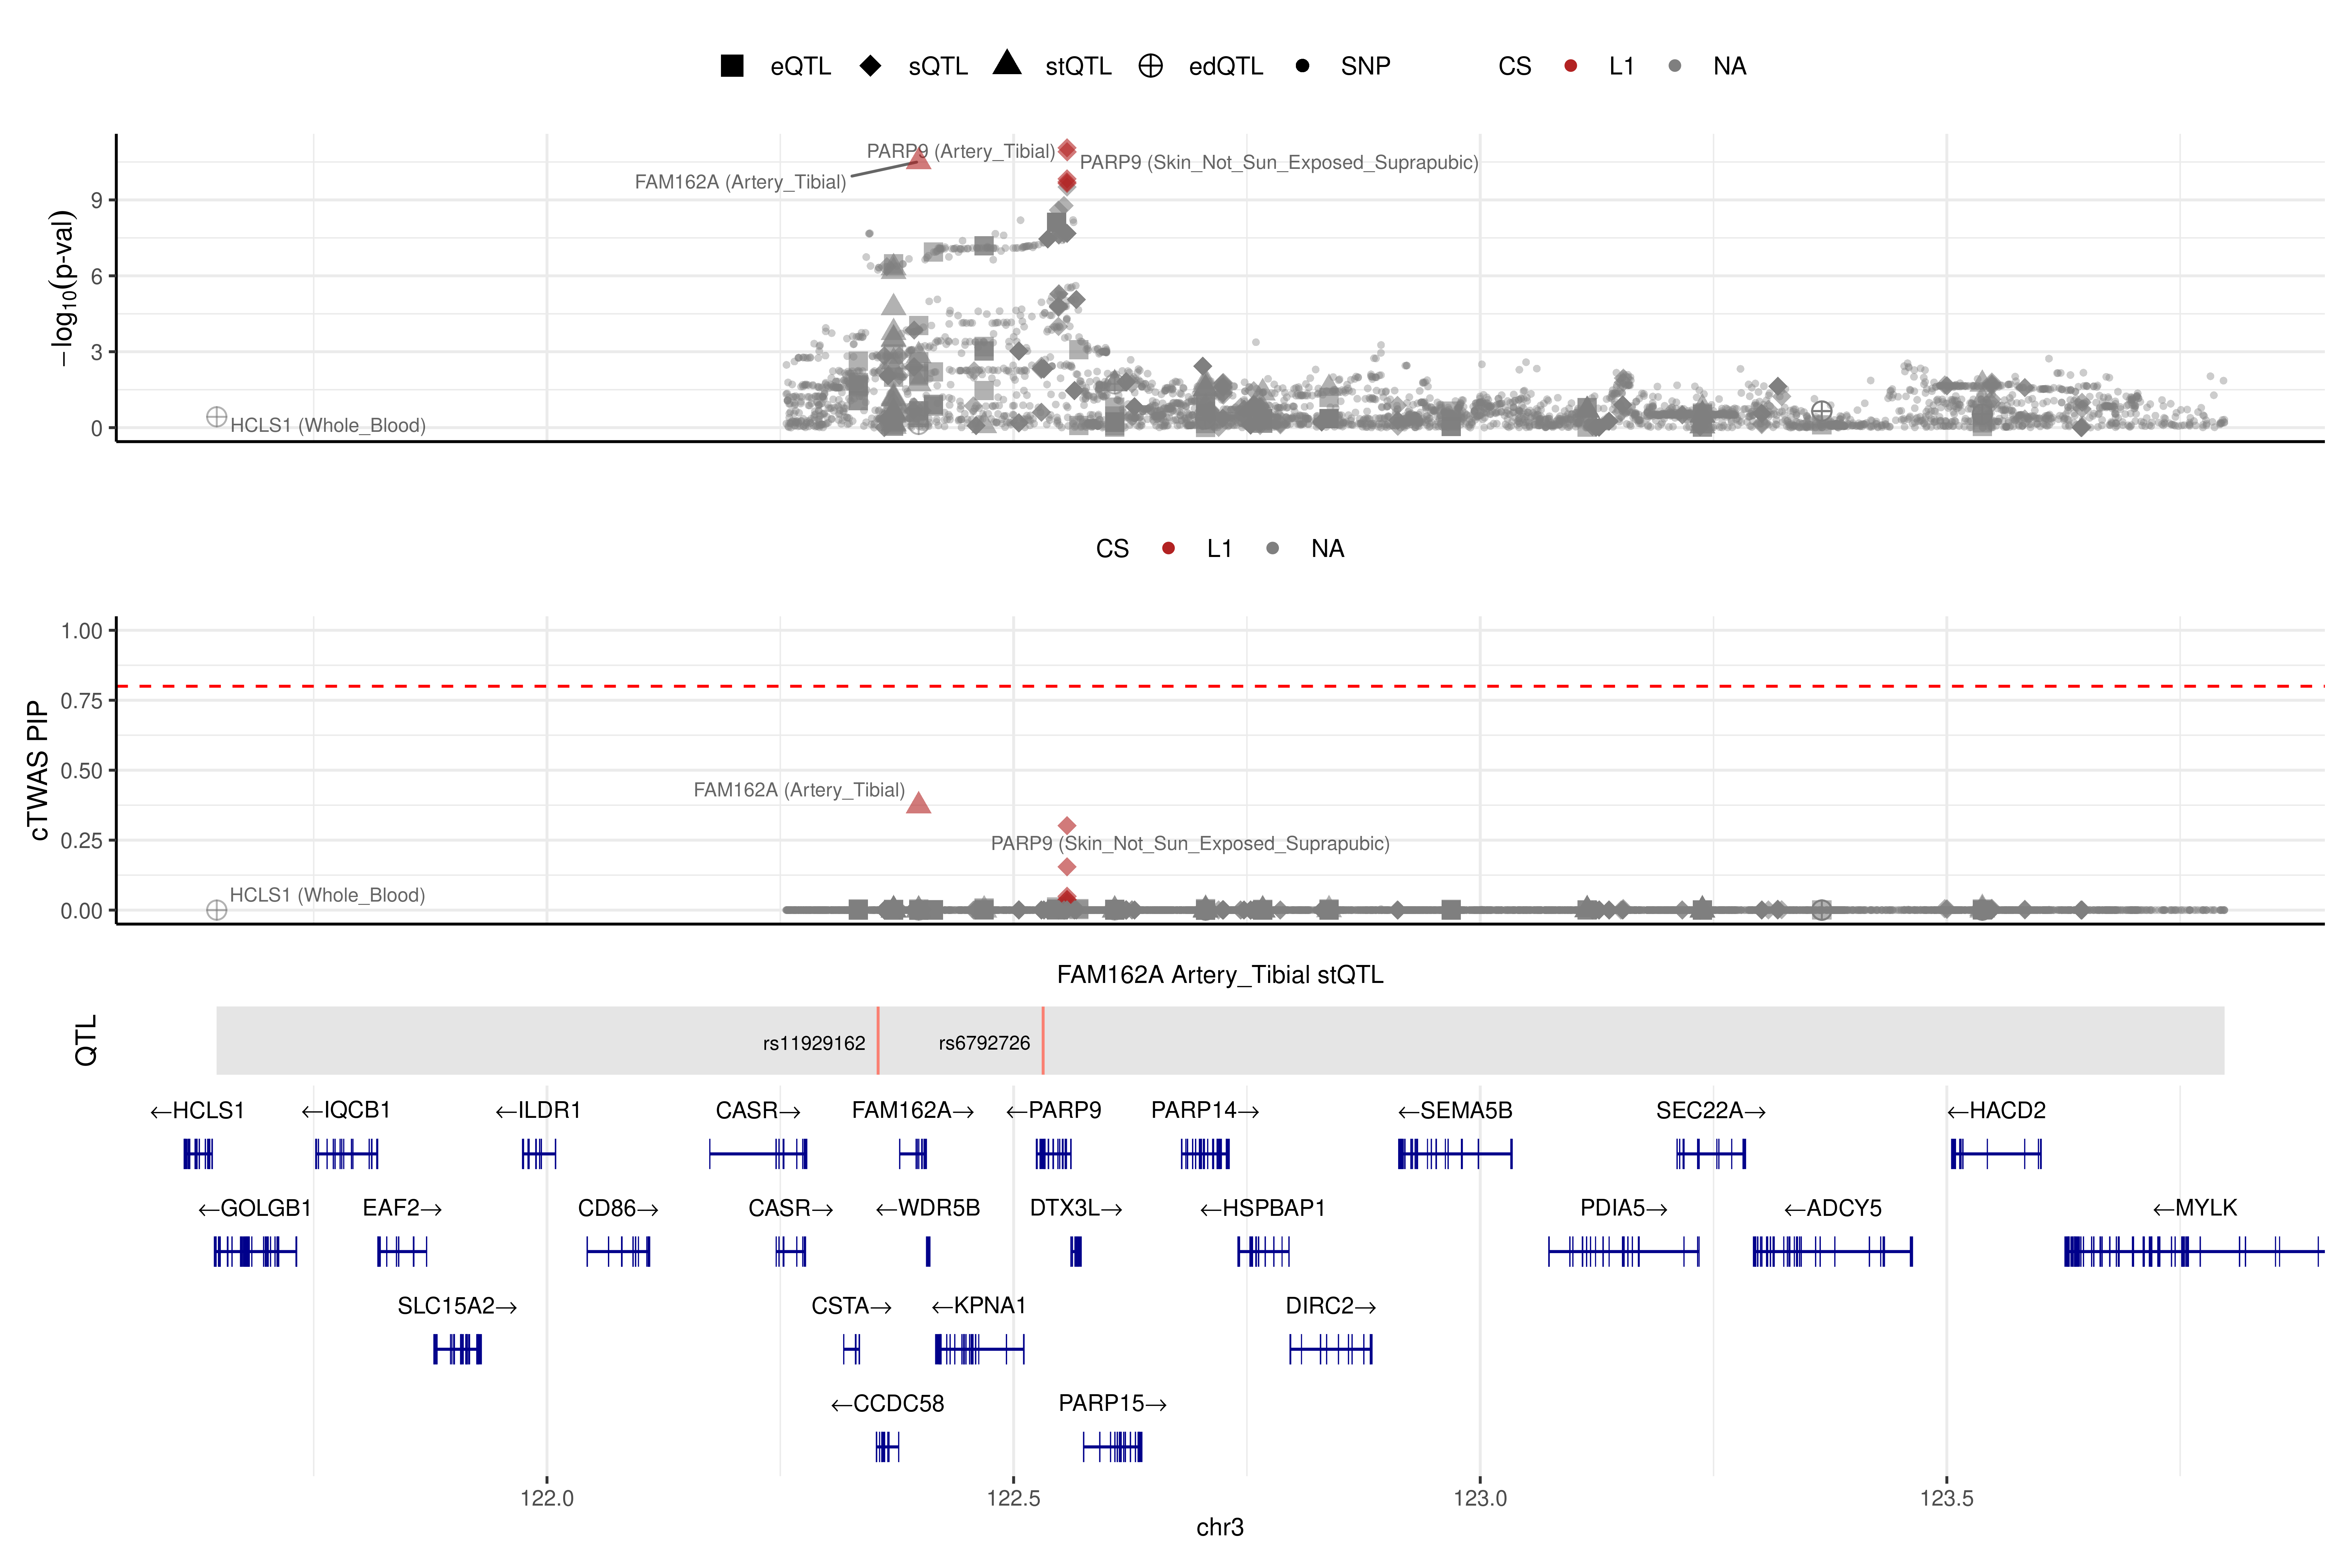 eQTL sQTL stQTL edQTL SNP CS L1 NA
PARP9 (Artery_Tibial)
PARP9 (Skin_Not_Sun_Exposed_Suprapubic)
FAM162A (Artery_Tibial)
HCLS1 (Whole_Blood)
9
6
3
0
−log10(p-val)
CS L1 NA
1.00
0.75
0.50
0.25
0.00
cTWAS PIP
FAM162A (Artery_Tibial)
PARP9 (Skin_Not_Sun_Exposed_Suprapubic)
HCLS1 (Whole_Blood)
FAM162A Artery_Tibial stQTL
QTL
rs11929162 rs6792726
←HCLS1 ←IQCB1 ←ILDR1 CASR→ FAM162A→ ←PARP9 PARP14→ ←SEMA5B SEC22A→ ←HACD2
←GOLGB1 EAF2→ CD86→ CASR→ ←WDR5B DTX3L→ ←HSPBAP1 PDIA5→ ←ADCY5 ←MYLK
SLC15A2→ CSTA→ ←KPNA1 DIRC2→
←CCDC58 PARP15→
122.0 122.5 123.0 123.5
chr3